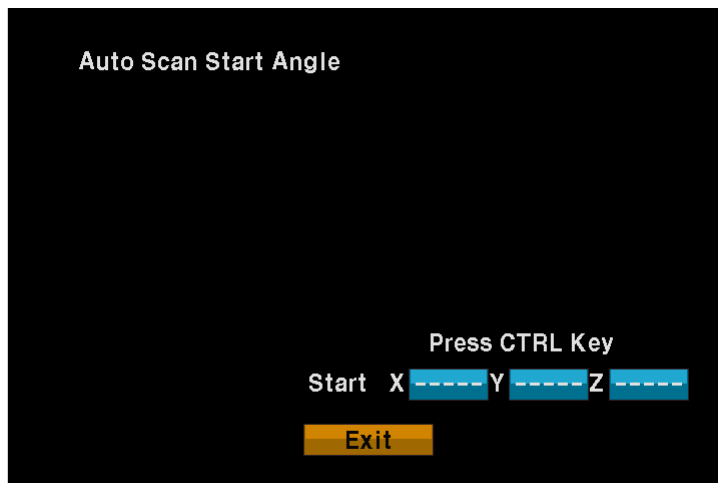 Auto Scan Start Angle
Press CTRL Key
Start X ----- Y ----- Z -----
Exit